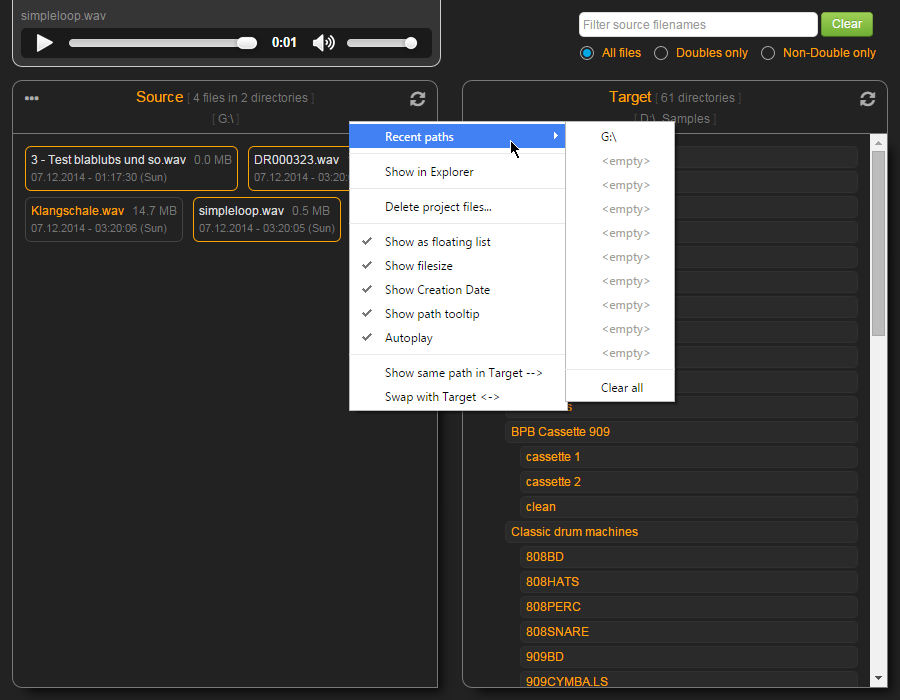 simpleloop.wav
0:01
Filter source filenames
Clear
All files
Doubles only
Non-Double only
Source [ 4 files in 2 directories ]
[ G:\ ]
3 - Test blablubs und so.wav 0.0 MB
07.12.2014 - 01:17:30 (Sun)
DR000323.wav
07.12.2014 - 03:20:
Klangschale.wav 14.7 MB
07.12.2014 - 03:20:06 (Sun)
simpleloop.wav 0.5 MB
07.12.2014 - 03:20:05 (Sun)
Recent paths
Show in Explorer
Delete project files...
Show as floating list
Show filesize
Show Creation Date
Show path tooltip
Autoplay
Show same path in Target -->
Swap with Target <->
G:\
<empty>
<empty>
<empty>
<empty>
<empty>
<empty>
<empty>
<empty>
<empty>
Clear all
Target [ 61 directories ]
[ D:\_Samples ]
BPB Cassette 909
cassette 1
cassette 2
clean
Classic drum machines
808BD
808HATS
808PERC
808SNARE
909BD
909CYMBA.LS